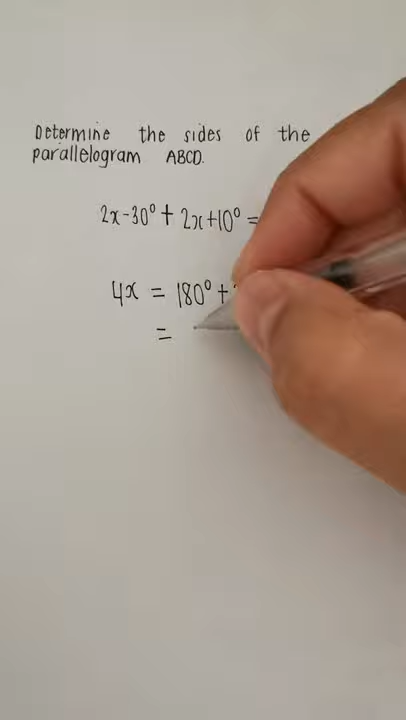 Determine the sides of the
parallelogram ABCD.
2x-30° + 2x+10° =
4x = 180° +
=